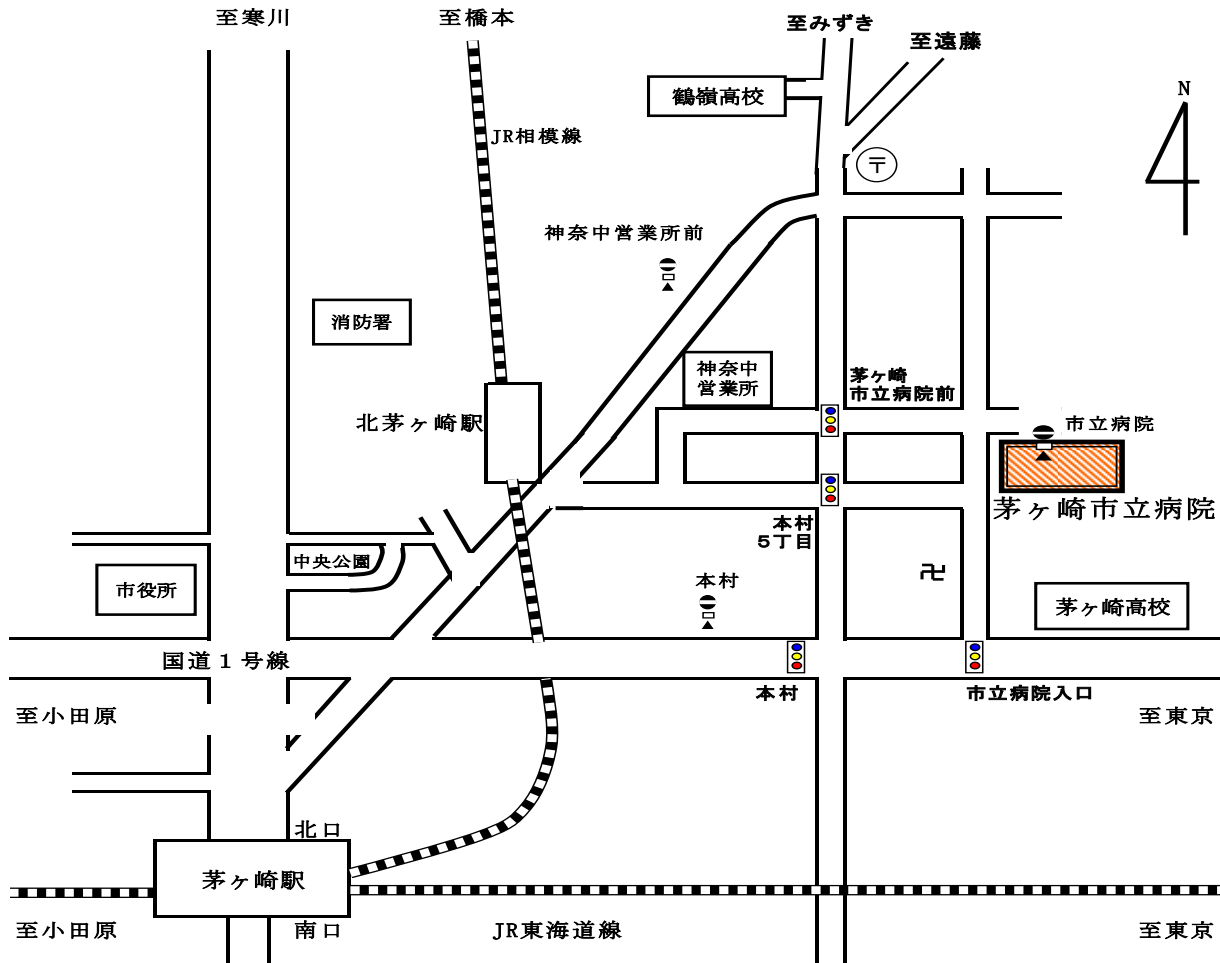 至寒川
至橋本
至みずき
至遠藤
鶴嶺高校
N
JR相模線
〒
神奈中営業所前
消防署
神奈中
営業所
茅ヶ崎
市立病院前
北茅ヶ崎駅
市立病院
茅ヶ崎市立病院
本村
5丁目
中央公園
市役所
本村
卍
茅ヶ崎高校
国道1号線
本村
市立病院入口
至小田原
至東京
北口
茅ヶ崎駅
至小田原
南口
JR東海道線
至東京